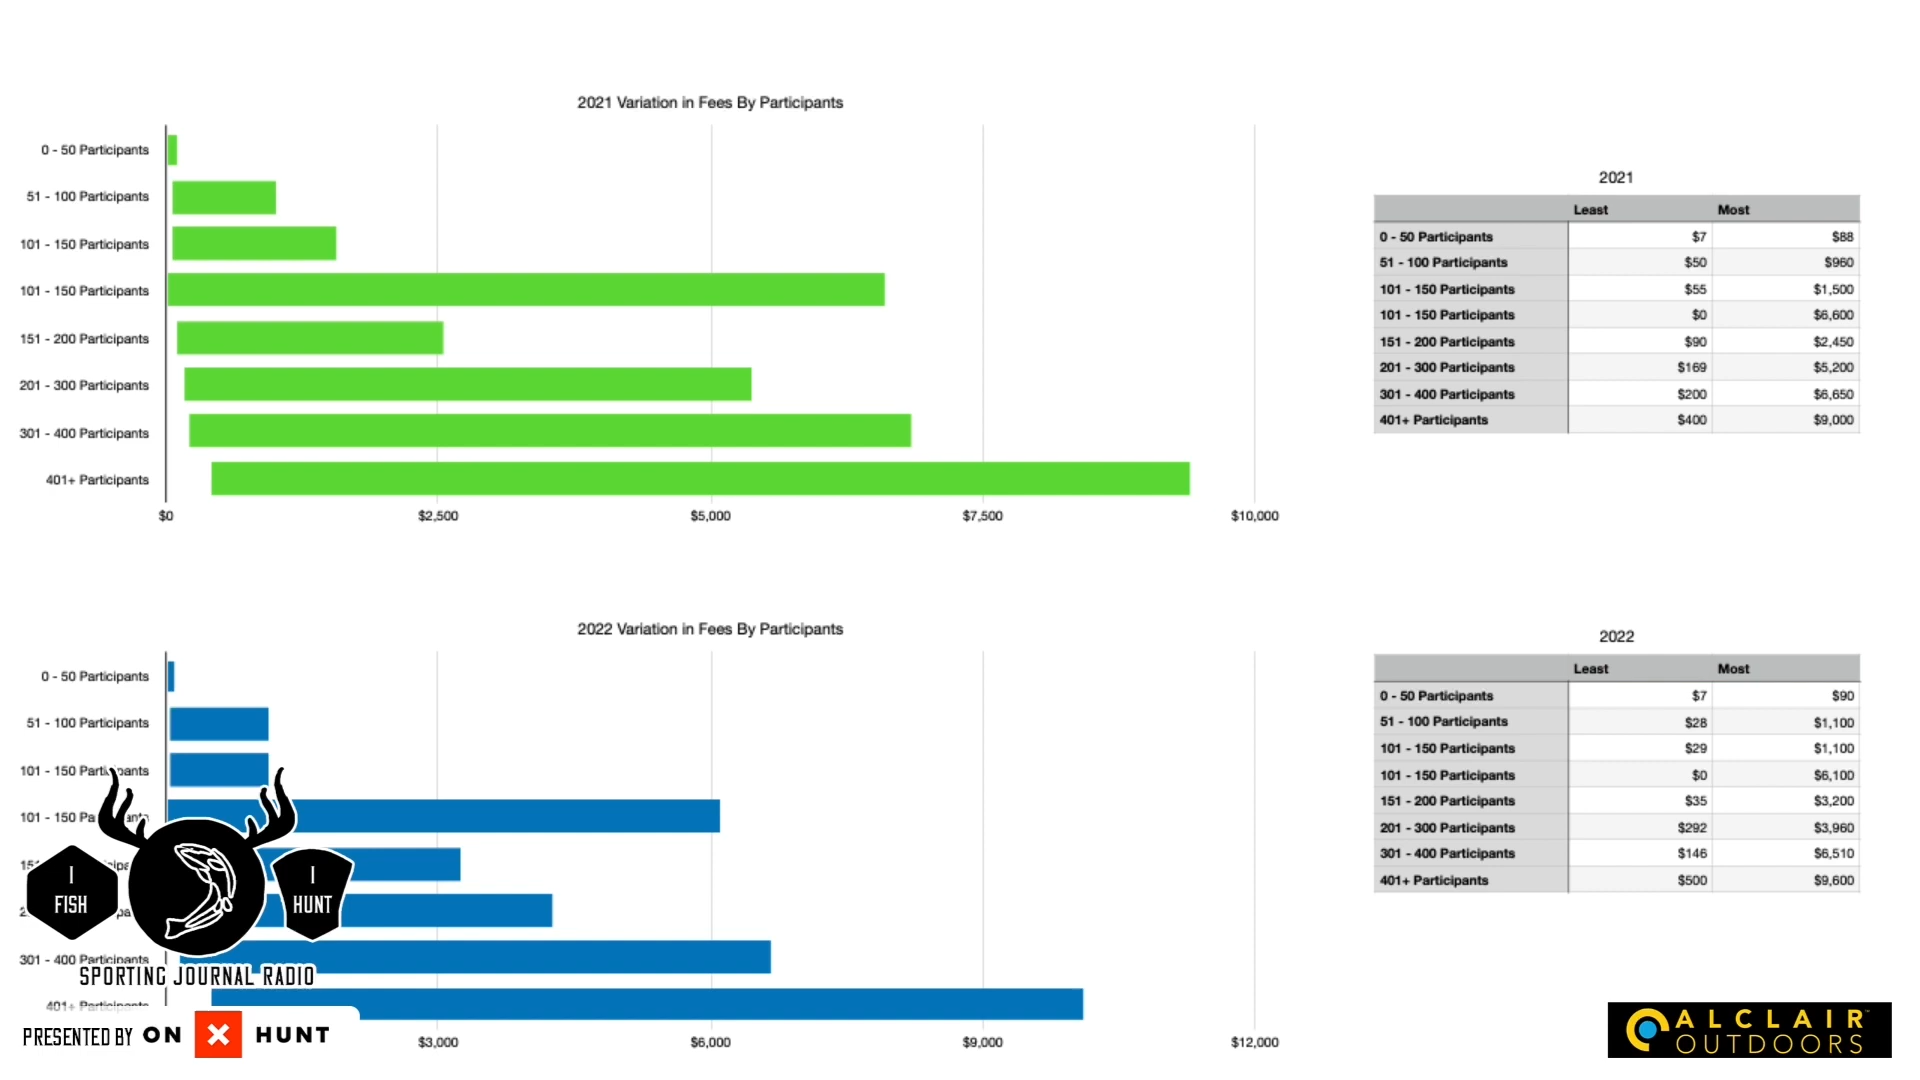 2021 Variation in Fees By Participants
0 - 50 Participants
51 - 100 Participants
101 - 150 Participants
101 - 150 Participants
151 - 200 Participants
201 - 300 Participants
301 - 400 Participants
401+ Participants
$0 $2,500 $5,000 $7,500 $10,000
2021
Least Most
0 - 50 Participants $7 $88
51 - 100 Participants $50 $960
101 - 150 Participants $55 $1,500
101 - 150 Participants $0 $6,600
151 - 200 Participants $90 $2,450
201 - 300 Participants $169 $5,200
301 - 400 Participants $200 $6,650
401+ Participants $400 $9,000
2022 Variation in Fees By Participants
0 - 50 Participants
51 - 100 Participants
101 - 150 Participants
101 - 150
301 - 400 Participants
401+ Participants
$3,000 $6,000 $9,000 $12,000
2022
Least Most
0 - 50 Participants $7 $90
51 - 100 Participants $28 $1,100
101 - 150 Participants $29 $1,100
101 - 150 Participants $0 $6,100
151 - 200 Participants $35 $3,200
201 - 300 Participants $292 $3,960
301 - 400 Participants $146 $6,510
401+ Participants $500 $9,600
I FISH
I HUNT
SPORTING JOURNAL RADIO
PRESENTED BY ON X HUNT
ALCLAIR™
OUTDOORS